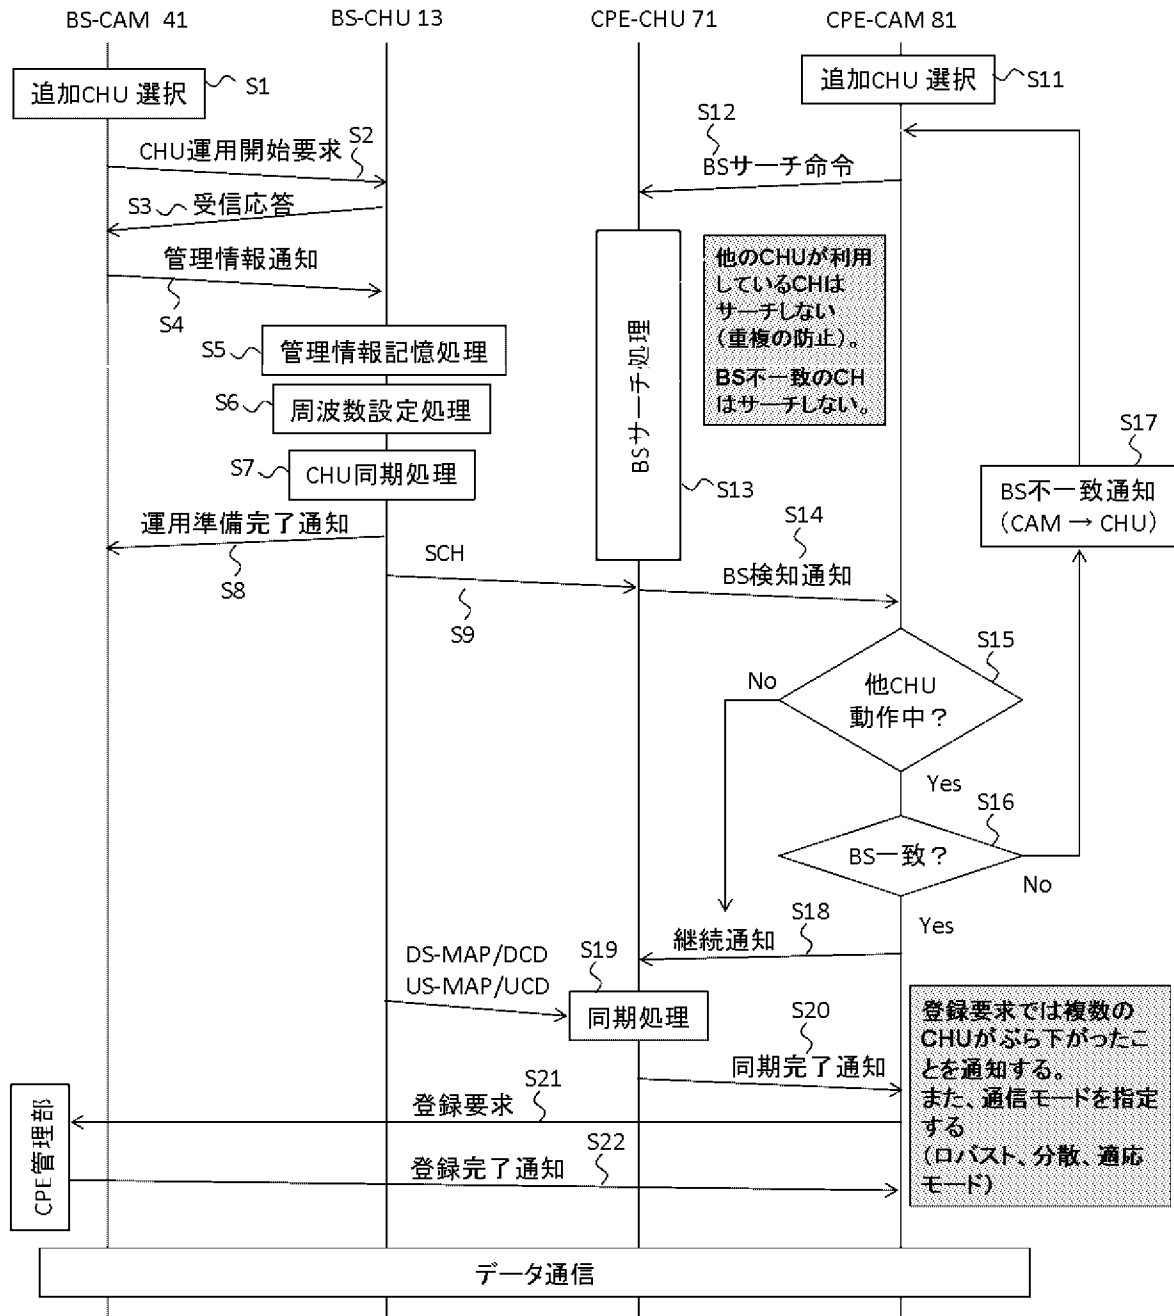 BS-CAM 41
BS-CHU 13
CPE-CHU 71
CPE-CAM 81
追加CHU 選択
S1
追加CHU 選択
S11
CHU運用開始要求
S2
S12
BSサーチ命令
S3
受信応答
管理情報通知
S4
他のCHUが利用
しているCHは
サーチしない
(重複の防止)。
BS不一致のCH
はサーチしない。
S5
管理情報記憶処理
S6
周波数設定処理
S7
CHU同期処理
BSサーチ処理
S13
S17
BS不一致通知
(CAM → CHU)
運用準備完了通知
S8
SCH
S9
S14
BS検知通知
S15
他CHU
動作中?
No
Yes
S16
BS一致?
No
Yes
S18
継続通知
DS-MAP/DCD
US-MAP/UCD
S19
同期処理
S20
同期完了通知
登録要求では複数の
CHUがぶら下がったこ
とを通知する。
また、通信モードを指定
する
(ロバスト、分散、適応
モード)
S21
登録要求
CPE管理部
登録完了通知
S22
データ通信